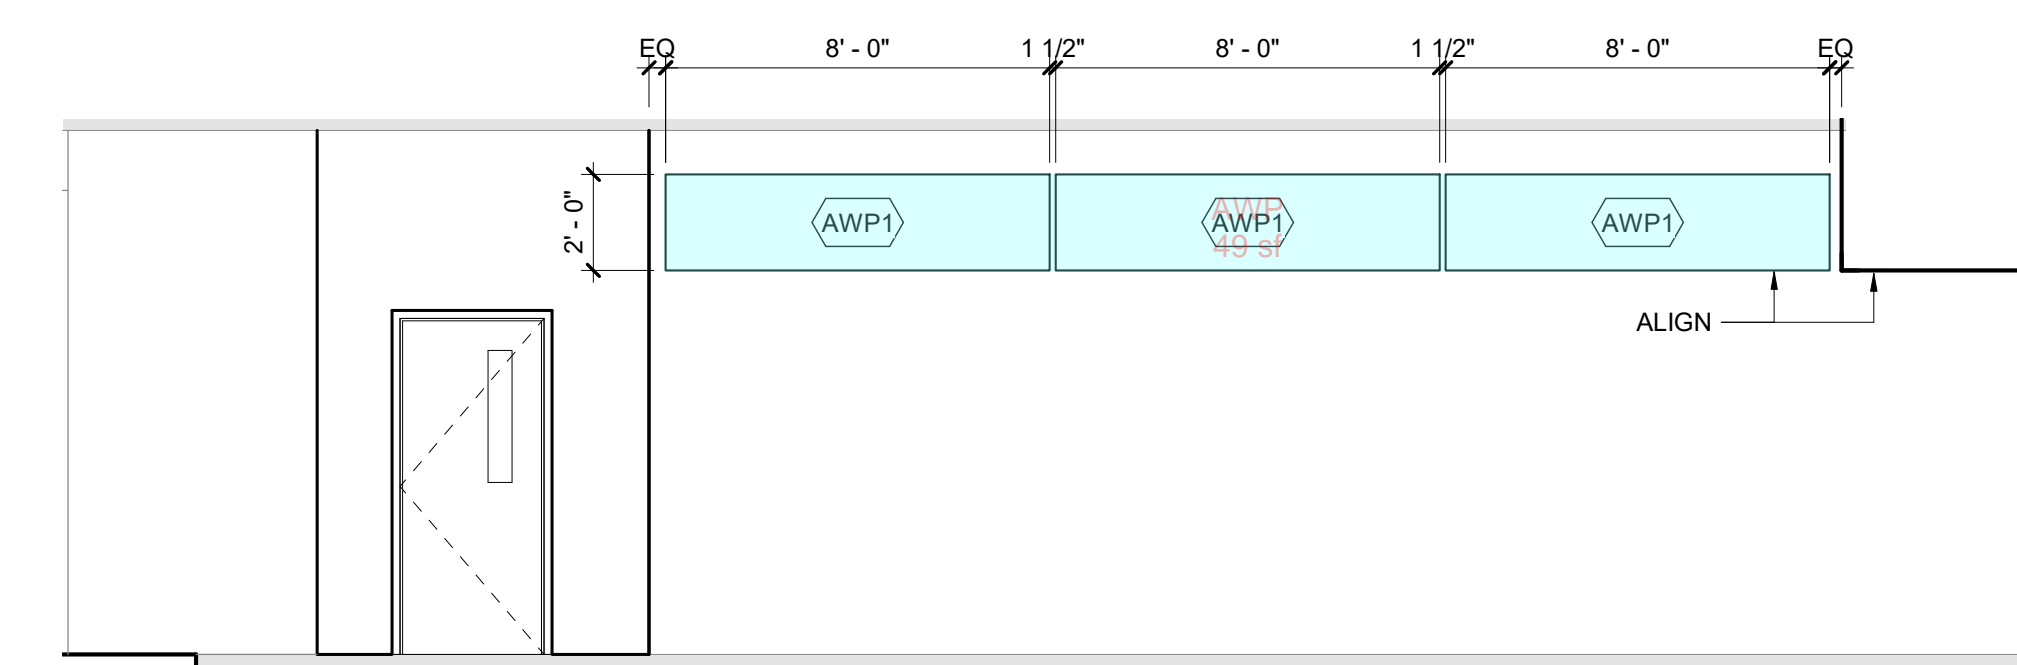 EQ 8' - 0" 1 1/2" 8' - 0" 1 1/2" 8' - 0" EQ
2' - 0"
AWP1
AWP
AWP1
49 sf
AWP1
ALIGN